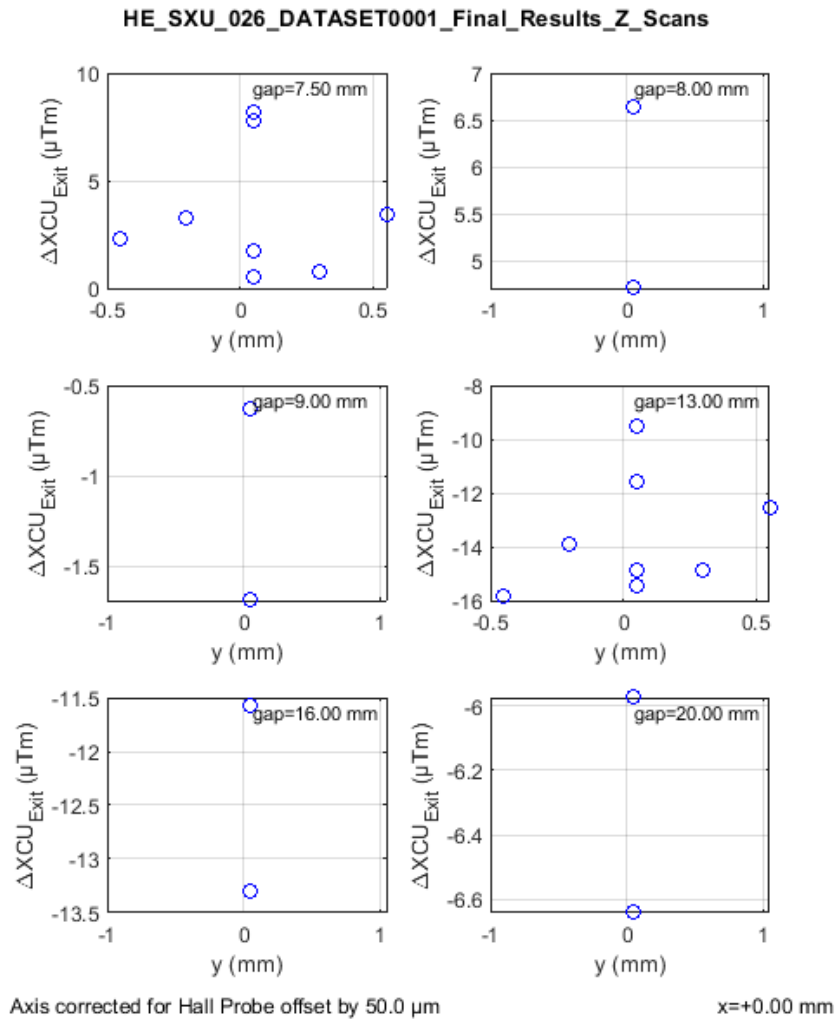 HE_SXU_026_DATASET0001_Final_Results_Z_Scans
gap=7.50 mm
10
5
0
-0.5
0
0.5
ΔXCU_Exit (µTm)
y (mm)
gap=8.00 mm
7
6.5
6
5.5
5
-1
0
1
ΔXCU_Exit (µTm)
y (mm)
gap=9.00 mm
-0.5
-1
-1.5
-1
0
1
ΔXCU_Exit (µTm)
y (mm)
gap=13.00 mm
-8
-10
-12
-14
-16
-0.5
0
0.5
ΔXCU_Exit (µTm)
y (mm)
gap=16.00 mm
-11.5
-12
-12.5
-13
-13.5
-1
0
1
ΔXCU_Exit (µTm)
y (mm)
gap=20.00 mm
-6
-6.2
-6.4
-6.6
-1
0
1
ΔXCU_Exit (µTm)
y (mm)
Axis corrected for Hall Probe offset by 50.0 µm
x=+0.00 mm